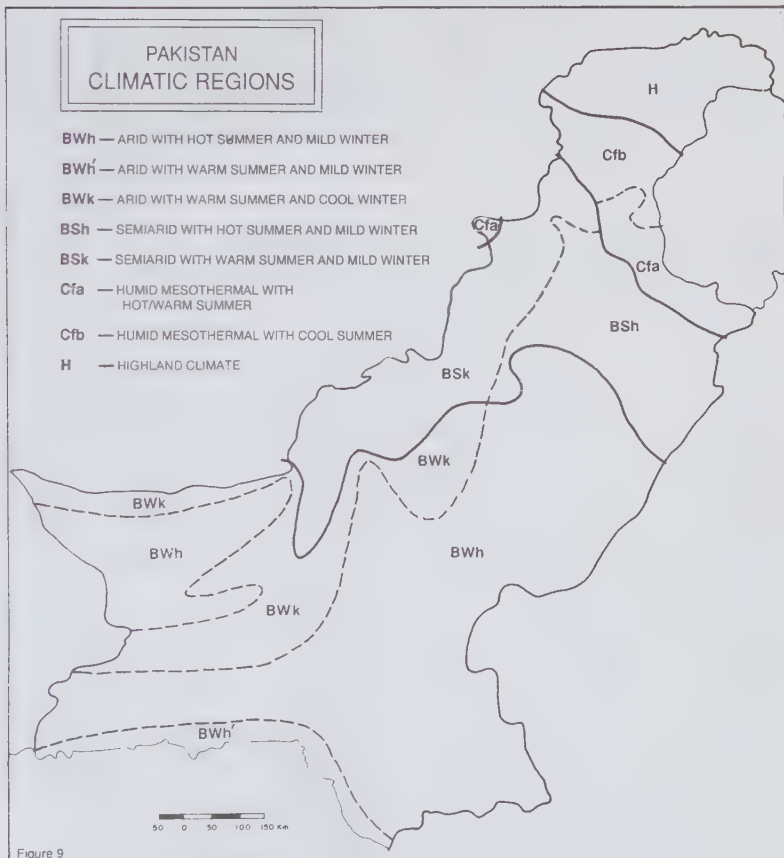 PAKISTAN
CLIMATIC REGIONS
BWh — ARID WITH HOT SUMMER AND MILD WINTER
BWh' — ARID WITH WARM SUMMER AND MILD WINTER
BWk — ARID WITH WARM SUMMER AND COOL WINTER
BSh — SEMIARID WITH HOT SUMMER AND MILD WINTER
BSk — SEMIARID WITH WARM SUMMER AND MILD WINTER
Cfa — HUMID MESOTHERMAL WITH
HOT/WARM SUMMER
Cfb — HUMID MESOTHERMAL WITH COOL SUMMER
H — HIGHLAND CLIMATE
H
Cfb
Cfa
Cfa
BSh
BSk
BWk
BWk
BWh
BWh
BWk
BWh'
50 0 50 100 150 Km
Figure 9